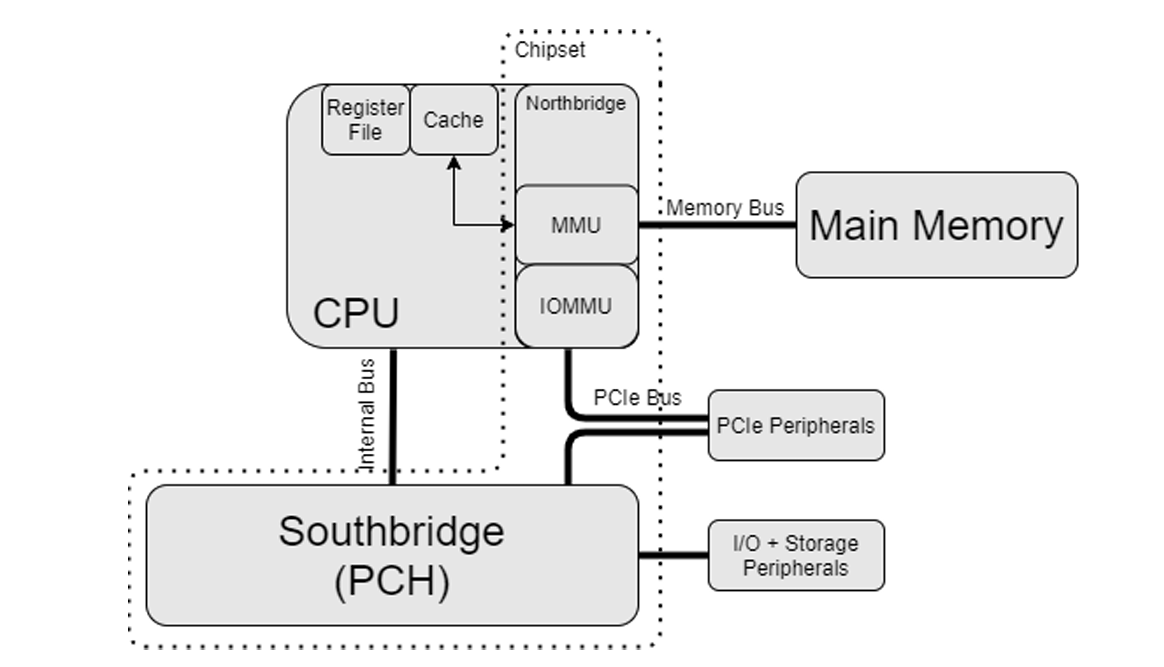 Chipset
Register
File
Cache
Northbridge
MMU
Memory Bus
Main Memory
IOMMU
CPU
Internal Bus
PCIe Bus
PCIe Peripherals
Southbridge
(PCH)
I/O + Storage
Peripherals